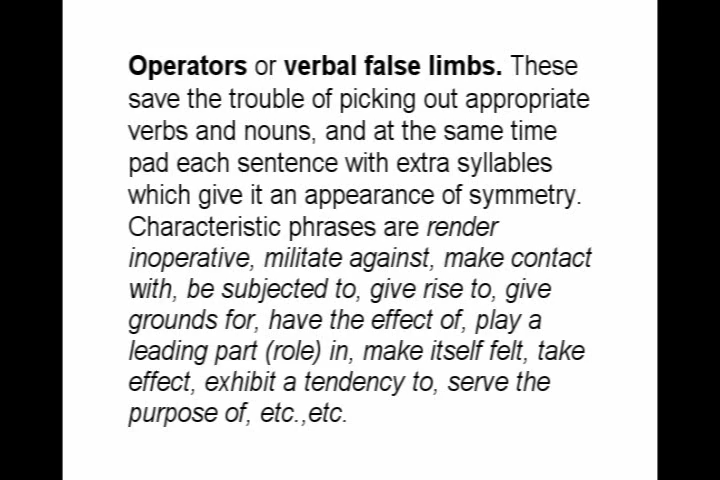 Operators or verbal false limbs. These
save the trouble of picking out appropriate
verbs and nouns, and at the same time
pad each sentence with extra syllables
which give it an appearance of symmetry.
Characteristic phrases are render
inoperative, militate against, make contact
with, be subjected to, give rise to, give
grounds for, have the effect of, play a
leading part (role) in, make itself felt, take
effect, exhibit a tendency to, serve the
purpose of, etc.,etc.